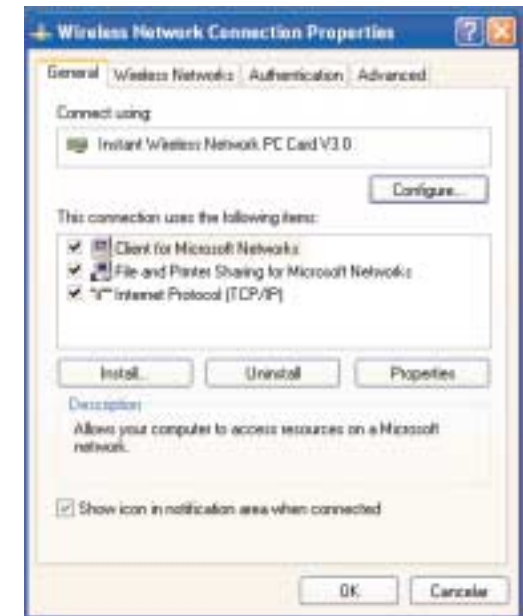 Wireless Network Connection Properties
General Wireless Networks Authentication Advanced
Connect using:
Instant Wireless Network PC Card V3.0
Configure...
This connection uses the following items:
Client for Microsoft Networks
File and Printer Sharing for Microsoft Networks
Internet Protocol (TCP/IP)
Install... Uninstall Properties
Description
Allows your computer to access resources on a Microsoft
network.
Show icon in notification area when connected
OK Cancelar